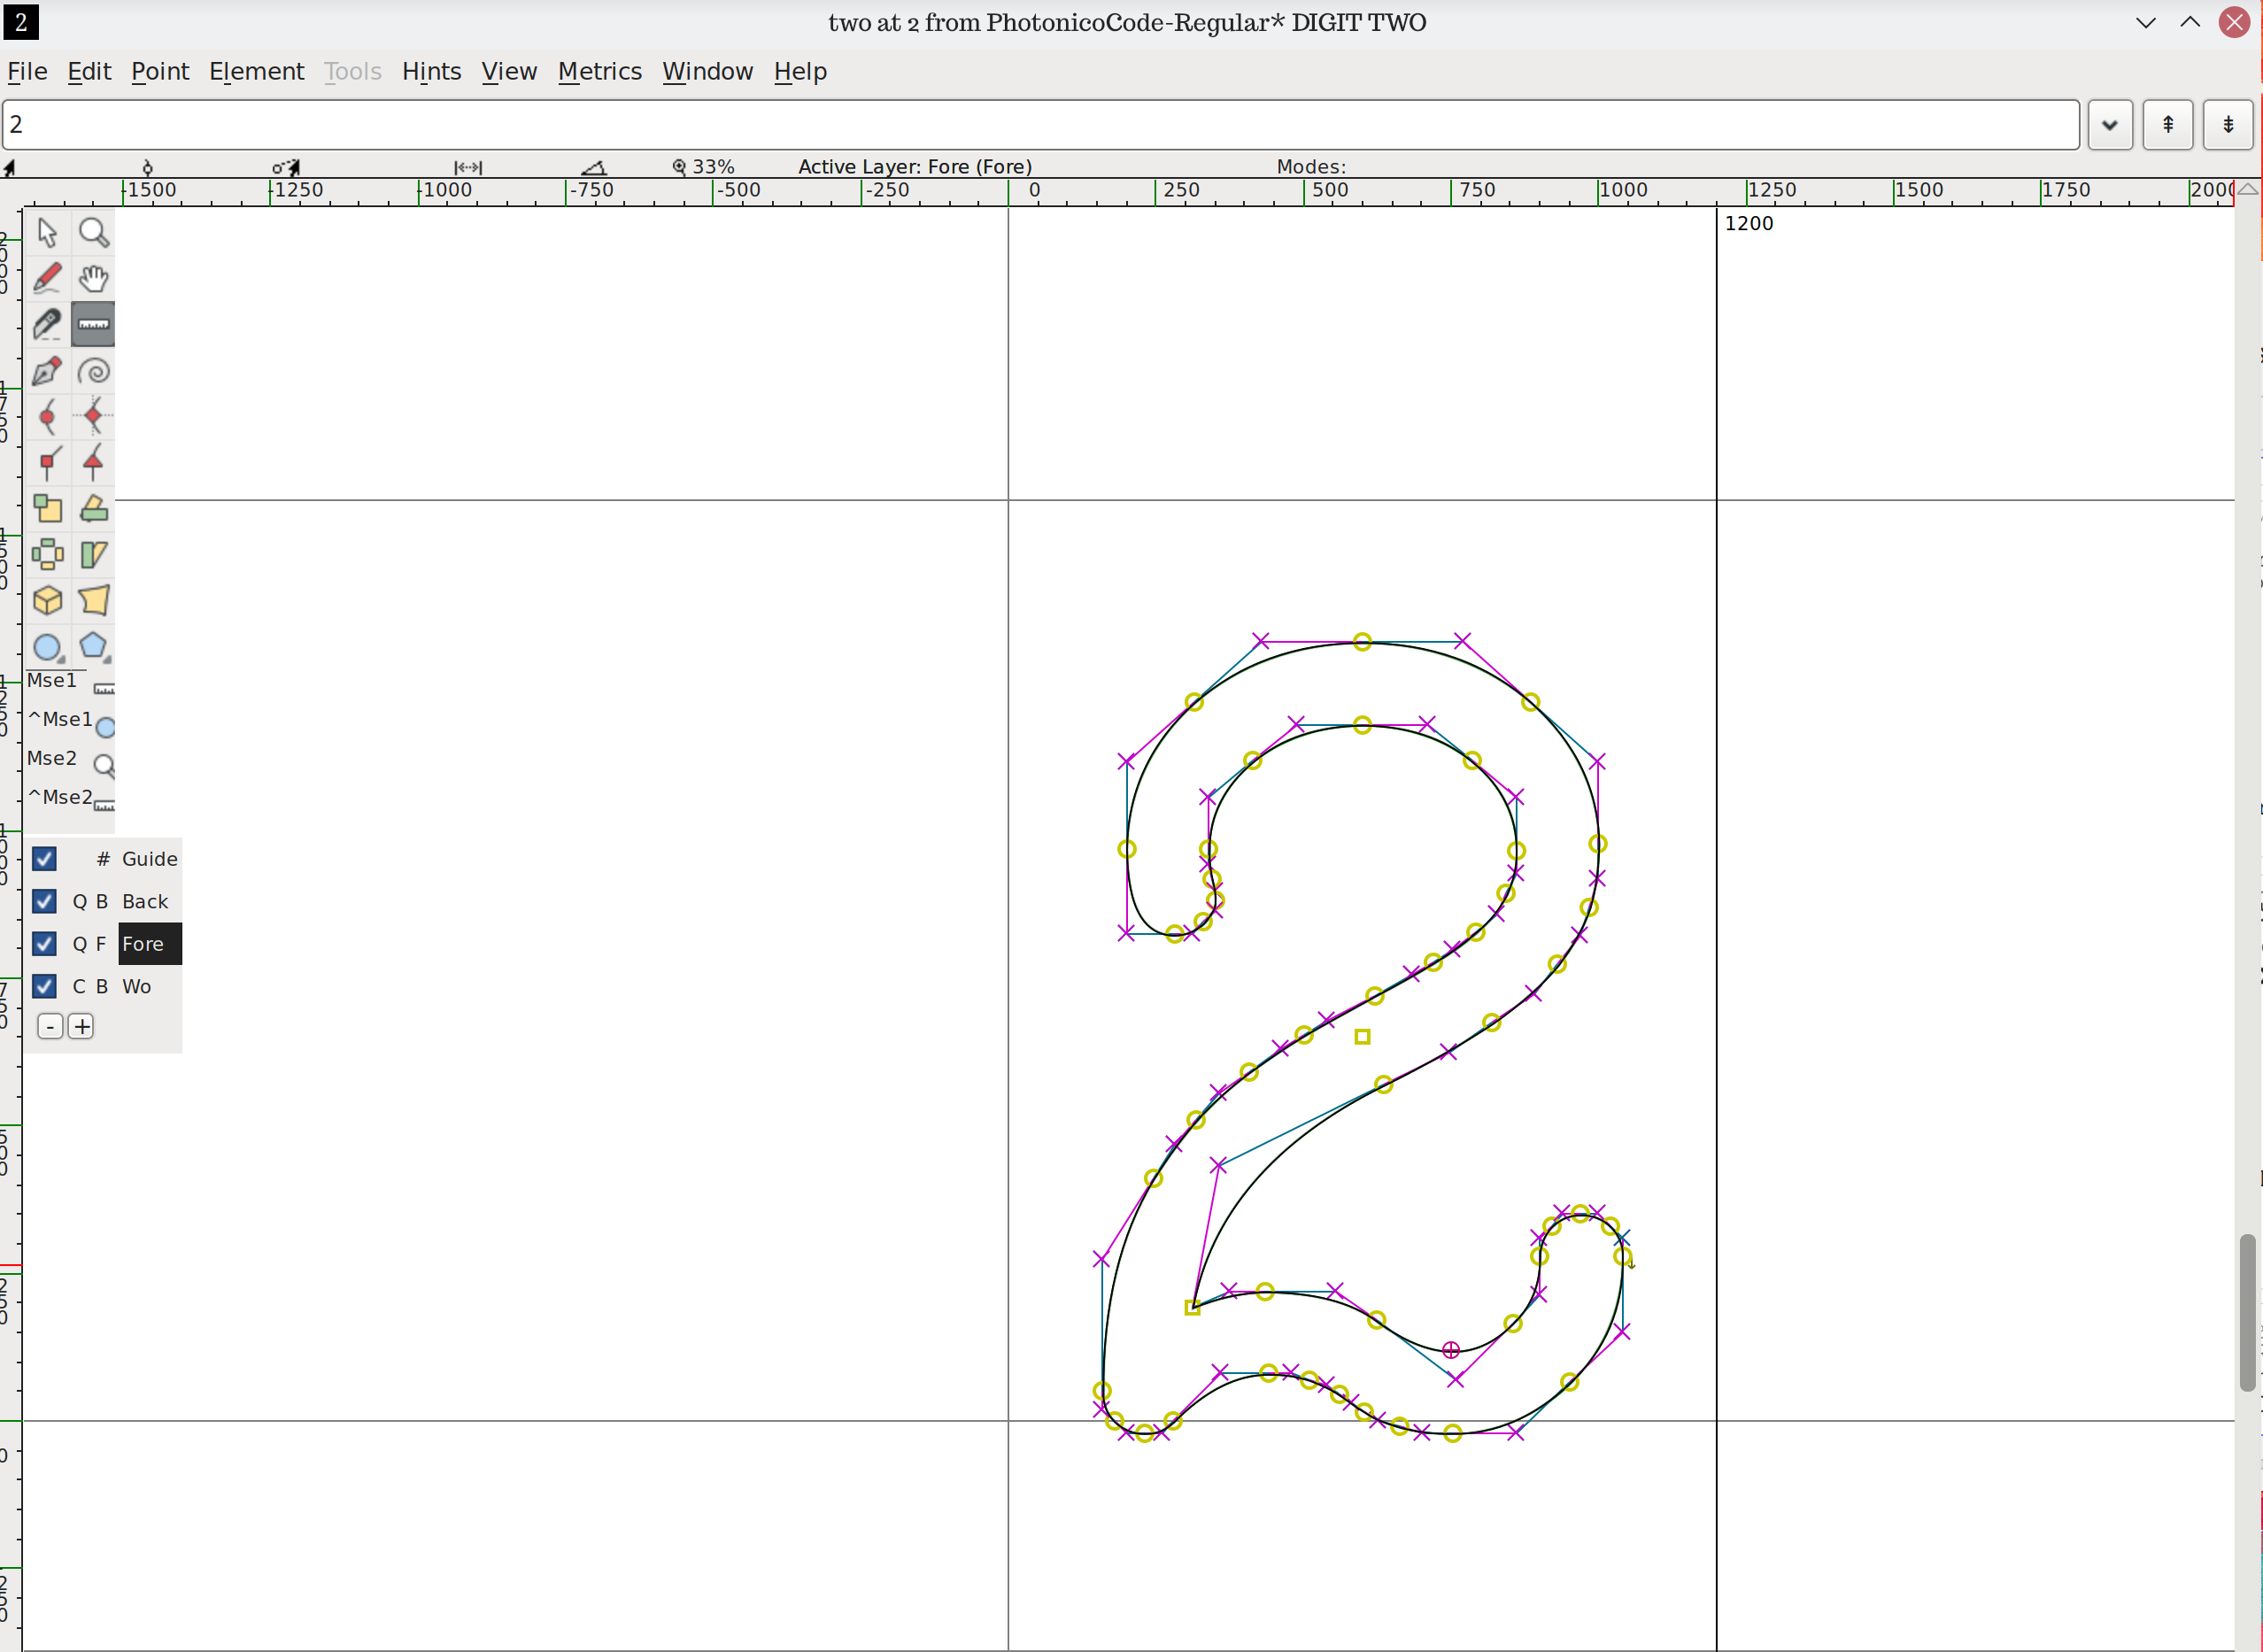 2 two at 2 from PhotonicoCode-Regular* DIGIT TWO
File Edit Point Element Tools Hints View Metrics Window Help
2
33% Active Layer: Fore (Fore) Modes:
-1500 -1250 -1000 -750 -500 -250 0 250 500 750 1000 1250 1500 1750 2000
1200
Mse1
^Mse1
Mse2
^Mse2
# Guide
Q B Back
Q F Fore
C B Wo
- +